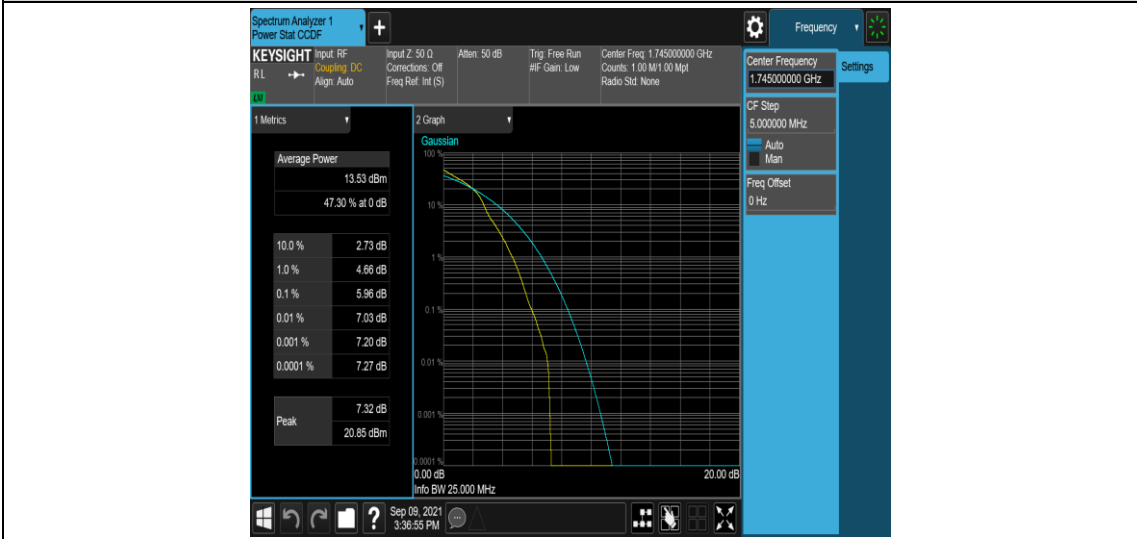 Spectrum Analyzer 1
Power Stat CCDF
+
Frequency
KEYSIGHT
RL
LXI
Input: RF
Coupling: DC
Align: Auto
Input Z: 50 Ω
Corrections: Off
Freq Ref: Int (S)
Atten: 50 dB
Trig: Free Run
#IF Gain: Low
Center Freq: 1.745000000 GHz
Counts: 1.00 M/1.00 Mpt
Radio Std: None
Center Frequency
1.745000000 GHz
Settings
CF Step
5.000000 MHz
Auto
Man
Freq Offset
0 Hz
1 Metrics
Average Power
13.53 dBm
47.30 % at 0 dB
10.0 % 2.73 dB
1.0 % 4.66 dB
0.1 % 5.96 dB
0.01 % 7.03 dB
0.001 % 7.20 dB
0.0001 % 7.27 dB
Peak
7.32 dB
20.85 dBm
2 Graph
Gaussian
100 %
10 %
1 %
0.1 %
0.01 %
0.001 %
0.0001 %
0.00 dB 20.00 dB
Info BW 25.000 MHz
?
Sep 09, 2021
3:36:55 PM